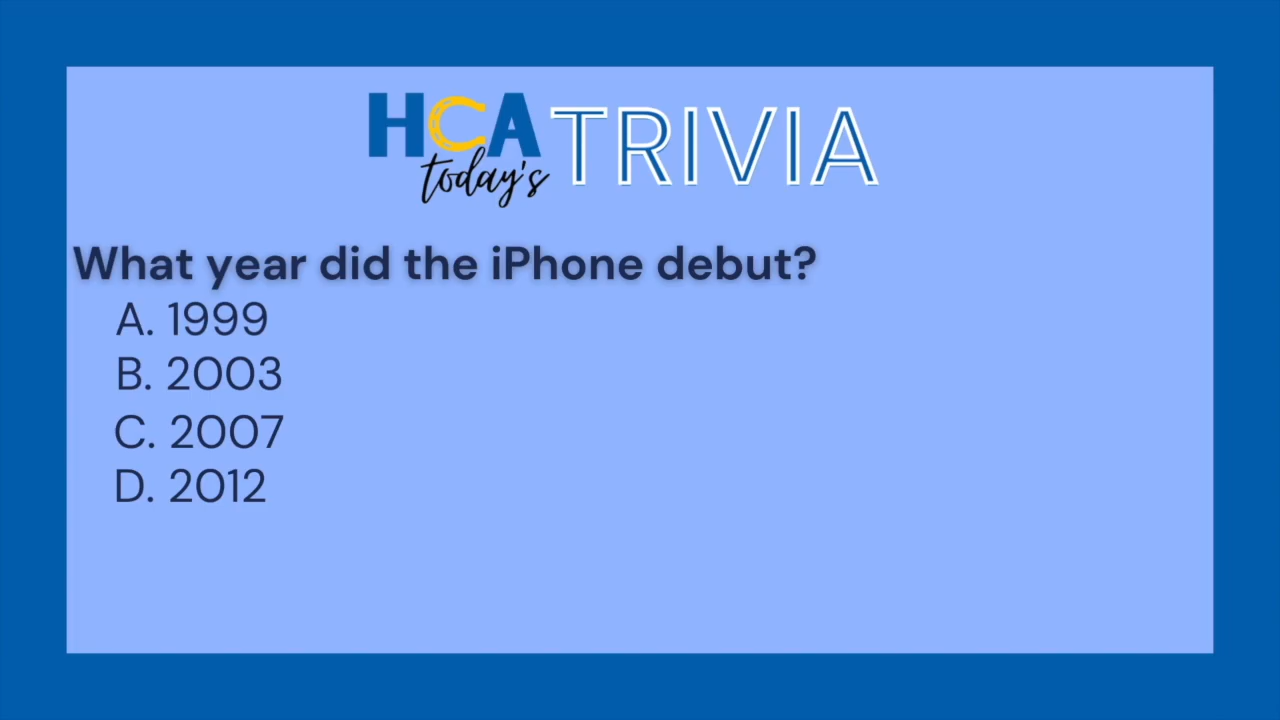 HCA TRIVIA
today's
What year did the iPhone debut?
A. 1999
B. 2003
C. 2007
D. 2012